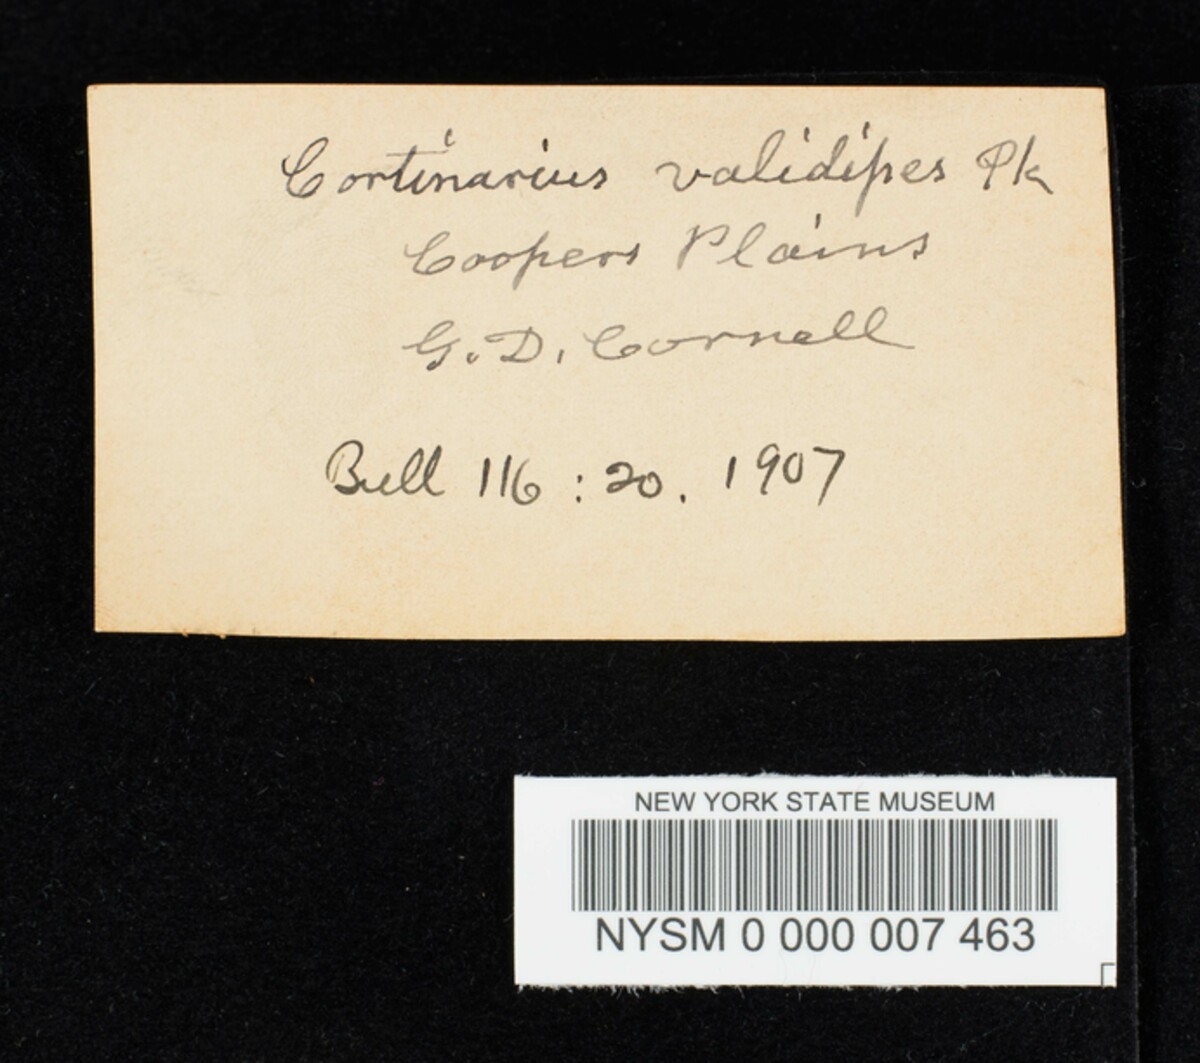 Cortinarius validipes Pk
Coopers Plains
G. D. Cornell
Bull 116 : 20. 1907
NEW YORK STATE MUSEUM
NYSM 0 000 007 463